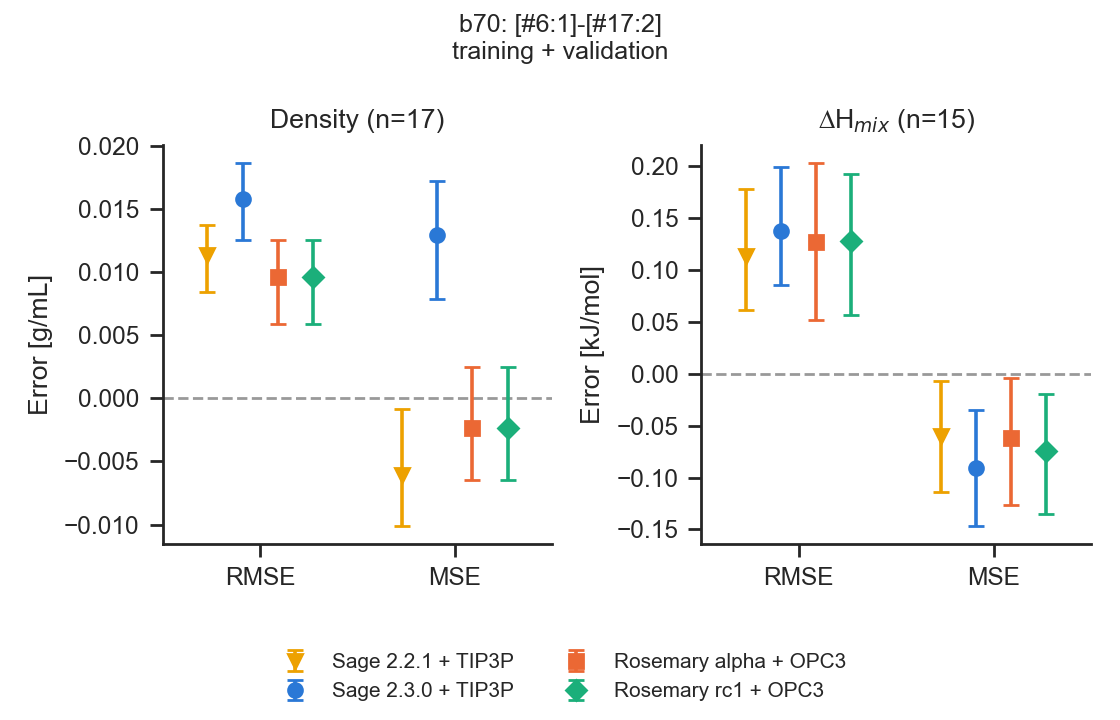 b70: [#6:1]-[#17:2]
training + validation
Density (n=17)
Error [g/mL]
0.020
0.015
0.010
0.005
0.000
−0.005
−0.010
RMSE
MSE
ΔH_mix (n=15)
Error [kJ/mol]
0.20
0.15
0.10
0.05
0.00
−0.05
−0.10
−0.15
RMSE
MSE
Sage 2.2.1 + TIP3P
Sage 2.3.0 + TIP3P
Rosemary alpha + OPC3
Rosemary rc1 + OPC3